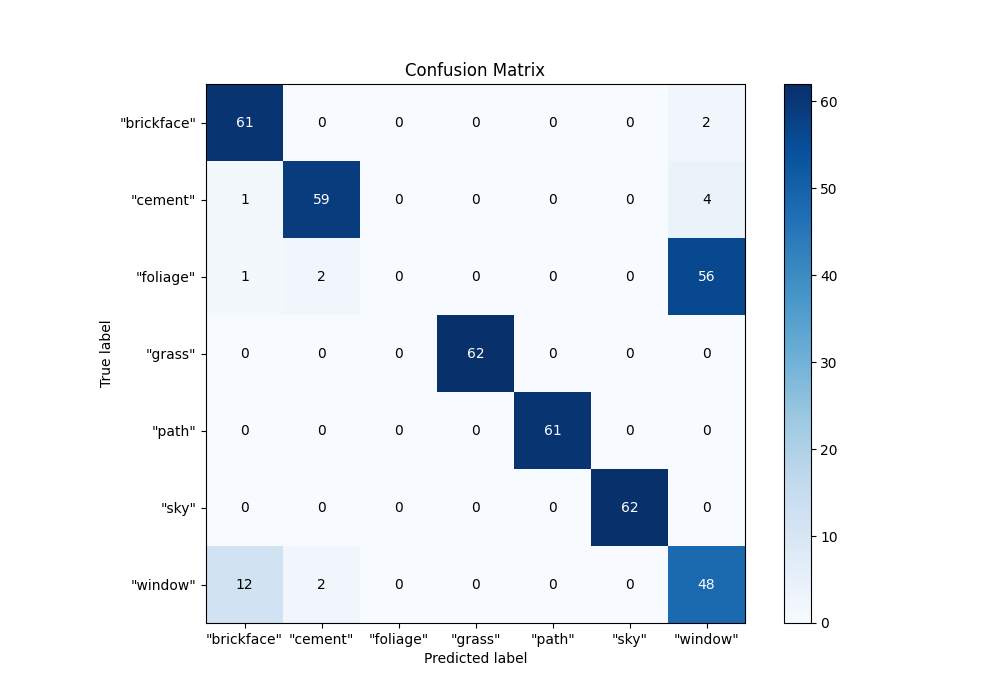 Confusion Matrix
"brickface" 61 0 0 0 0 0 2
"cement" 1 59 0 0 0 0 4
"foliage" 1 2 0 0 0 0 56
"grass" 0 0 0 62 0 0 0
"path" 0 0 0 0 61 0 0
"sky" 0 0 0 0 0 62 0
"window" 12 2 0 0 0 0 48
"brickface" "cement" "foliage" "grass" "path" "sky" "window"
Predicted label
True label
60
50
40
30
20
10
0